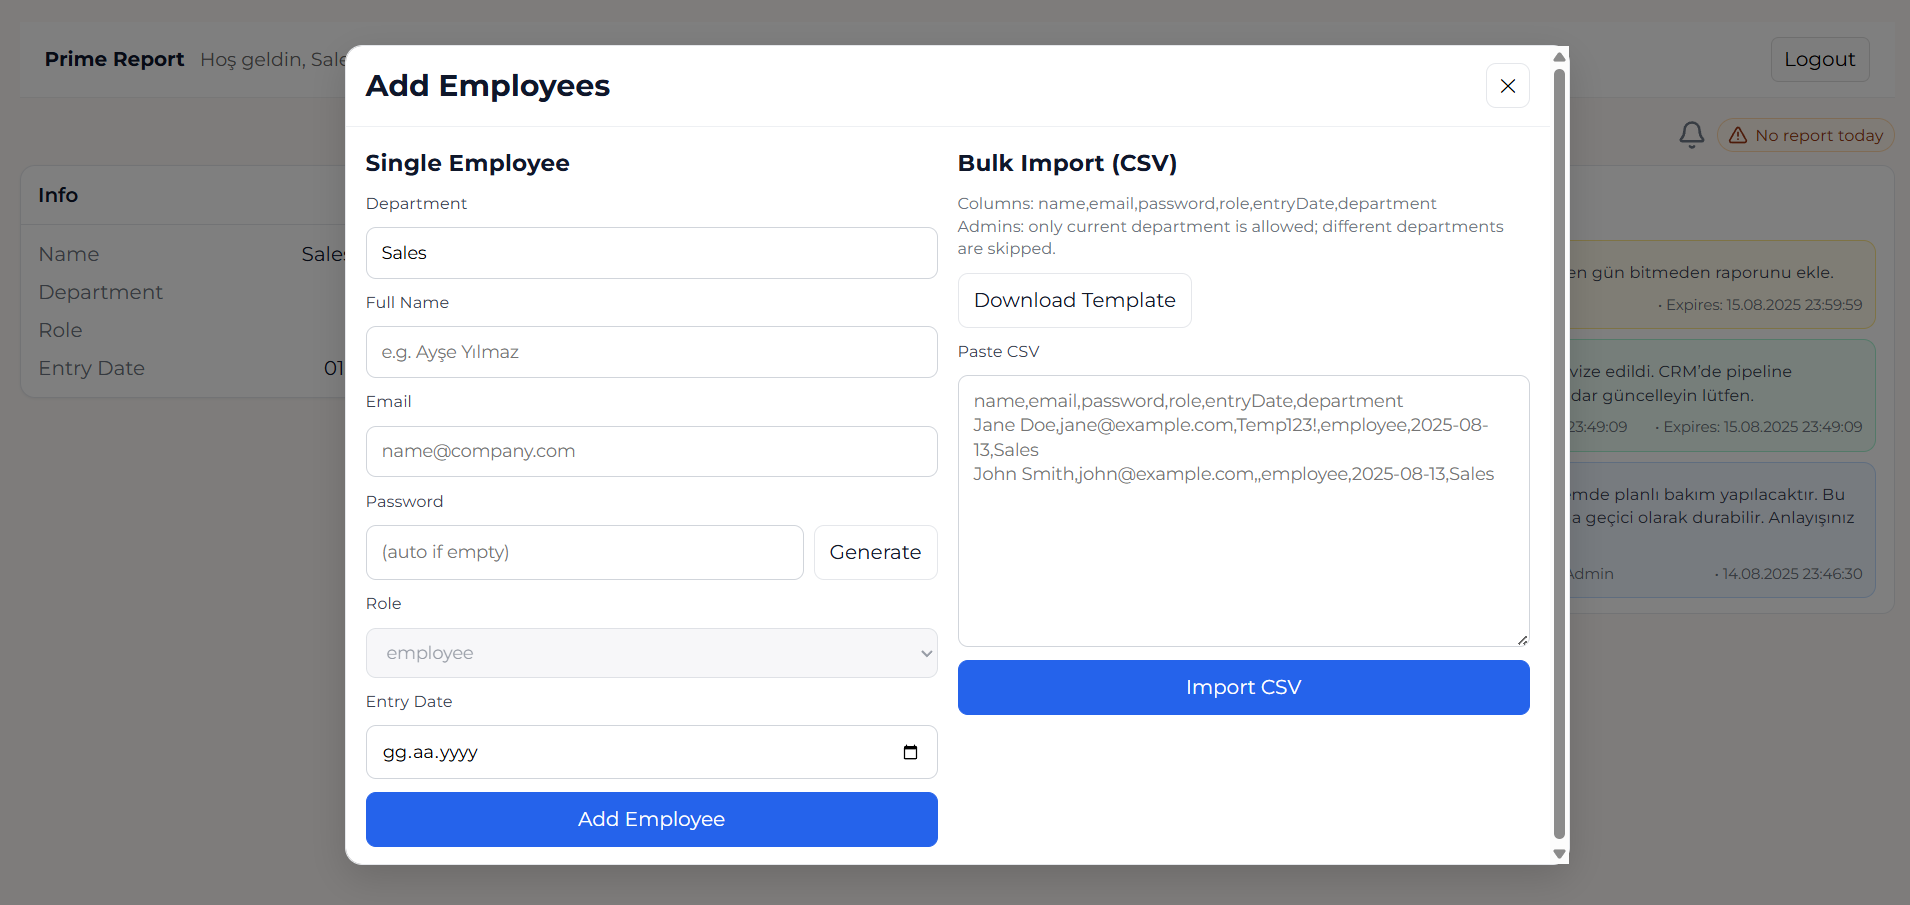 Prime Report Hoş geldin, Sale
Logout
No report today
Info
Name Sales
Department
Role
Entry Date 01
Add Employees
Single Employee
Department
Sales
Full Name
e.g. Ayşe Yılmaz
Email
name@company.com
Password
(auto if empty)
Generate
Role
employee
Entry Date
gg.aa.yyyy
Add Employee
Bulk Import (CSV)
Columns: name,email,password,role,entryDate,department
Admins: only current department is allowed; different departments
are skipped.
Download Template
Paste CSV
name,email,password,role,entryDate,department
Jane Doe,jane@example.com,Temp123!,employee,2025-08-
13,Sales
John Smith,john@example.com,,employee,2025-08-13,Sales
Import CSV
en gün bitmeden raporunu ekle.
• Expires: 15.08.2025 23:59:59
vize edildi. CRM’de pipeline
dar güncelleyin lütfen.
23:49:09 • Expires: 15.08.2025 23:49:09
emde planlı bakım yapılacaktır. Bu
a geçici olarak durabilir. Anlayışınız
Admin • 14.08.2025 23:46:30